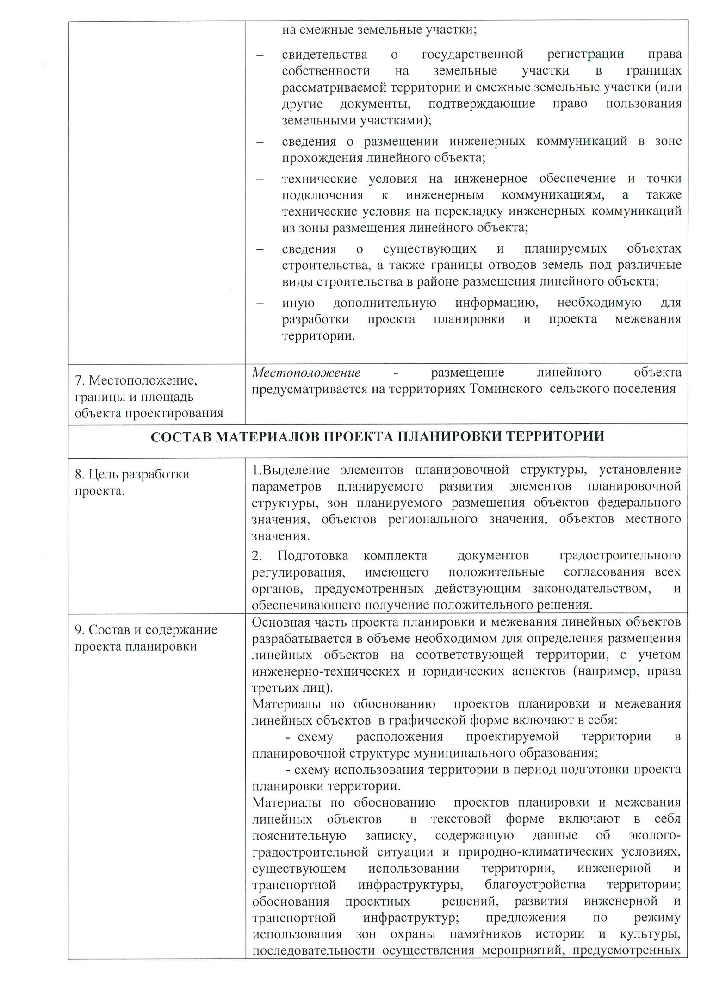 на смежные земельные участки;
– свидетельства о государственной регистрации права
собственности на земельные участки в границах
рассматриваемой территории и смежные земельные участки (или
другие документы, подтверждающие право пользования
земельными участками);
– сведения о размещении инженерных коммуникаций в зоне
прохождения линейного объекта;
– технические условия на инженерное обеспечение и точки
подключения к инженерным коммуникациям, а также
технические условия на перекладку инженерных коммуникаций
из зоны размещения линейного объекта;
– сведения о существующих и планируемых объектах
строительства, а также границы отводов земель под различные
виды строительства в районе размещения линейного объекта;
– иную дополнительную информацию, необходимую для
разработки проекта планировки и проекта межевания
территории.
7. Местоположение,
границы и площадь
объекта проектирования
Местоположение - размещение линейного объекта
предусматривается на территориях Томинского сельского поселения
СОСТАВ МАТЕРИАЛОВ ПРОЕКТА ПЛАНИРОВКИ ТЕРРИТОРИИ
8. Цель разработки
проекта.
1.Выделение элементов планировочной структуры, установление
параметров планируемого развития элементов планировочной
структуры, зон планируемого размещения объектов федерального
значения, объектов регионального значения, объектов местного
значения.
2. Подготовка комплекта документов градостроительного
регулирования, имеющего положительные согласования всех
органов, предусмотренных действующим законодательством, и
обеспечивающего получение положительного решения.
9. Состав и содержание
проекта планировки
Основная часть проекта планировки и межевания линейных объектов
разрабатывается в объеме необходимом для определения размещения
линейных объектов на соответствующей территории, с учетом
инженерно-технических и юридических аспектов (например, права
третьих лиц).
Материалы по обоснованию проектов планировки и межевания
линейных объектов в графической форме включают в себя:
- схему расположения проектируемой территории в
планировочной структуре муниципального образования;
- схему использования территории в период подготовки проекта
планировки территории.
Материалы по обоснованию проектов планировки и межевания
линейных объектов в текстовой форме включают в себя
пояснительную записку, содержащую данные об эколого-
градостроительной ситуации и природно-климатических условиях,
существующем использовании территории, инженерной и
транспортной инфраструктуры, благоустройства территории;
обоснования проектных решений, развития инженерной и
транспортной инфраструктур; предложения по режиму
использования зон охраны памятников истории и культуры,
последовательности осуществления мероприятий, предусмотренных